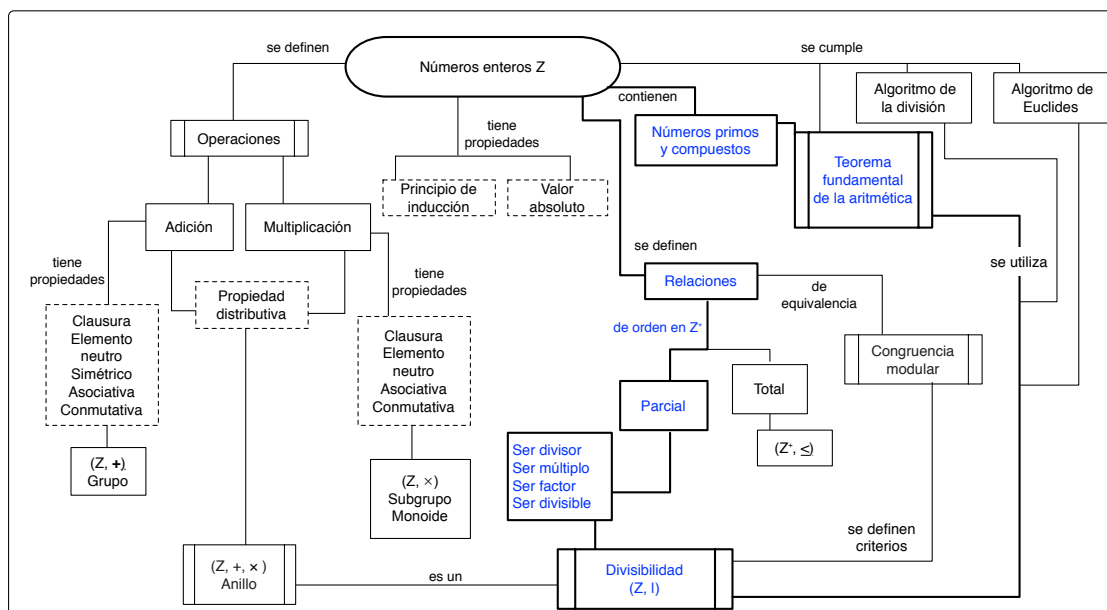 se definen
Números enteros Z
se cumple
contienen
Algoritmo de
la división
Algoritmo de
Euclides
Operaciones
tiene
propiedades
Números primos
y compuestos
Teorema
fundamental
de la aritmética
Principio de
inducción
Valor
absoluto
Adición
Multiplicación
se definen
se utiliza
tiene
propiedades
tiene
propiedades
Relaciones
de
equivalencia
Propiedad
distributiva
Clausura
Elemento
neutro
Simétrico
Asociativa
Conmutativa
Clausura
Elemento
neutro
Asociativa
Conmutativa
de orden en Z⁺
Congruencia
modular
Parcial
Total
(Z⁺, ≤)
(Z, +)
Grupo
(Z, ×)
Subgrupo
Monoide
Ser divisor
Ser múltiplo
Ser factor
Ser divisible
se definen
criterios
(Z, +, ×)
Anillo
es un
Divisibilidad
(Z, I)